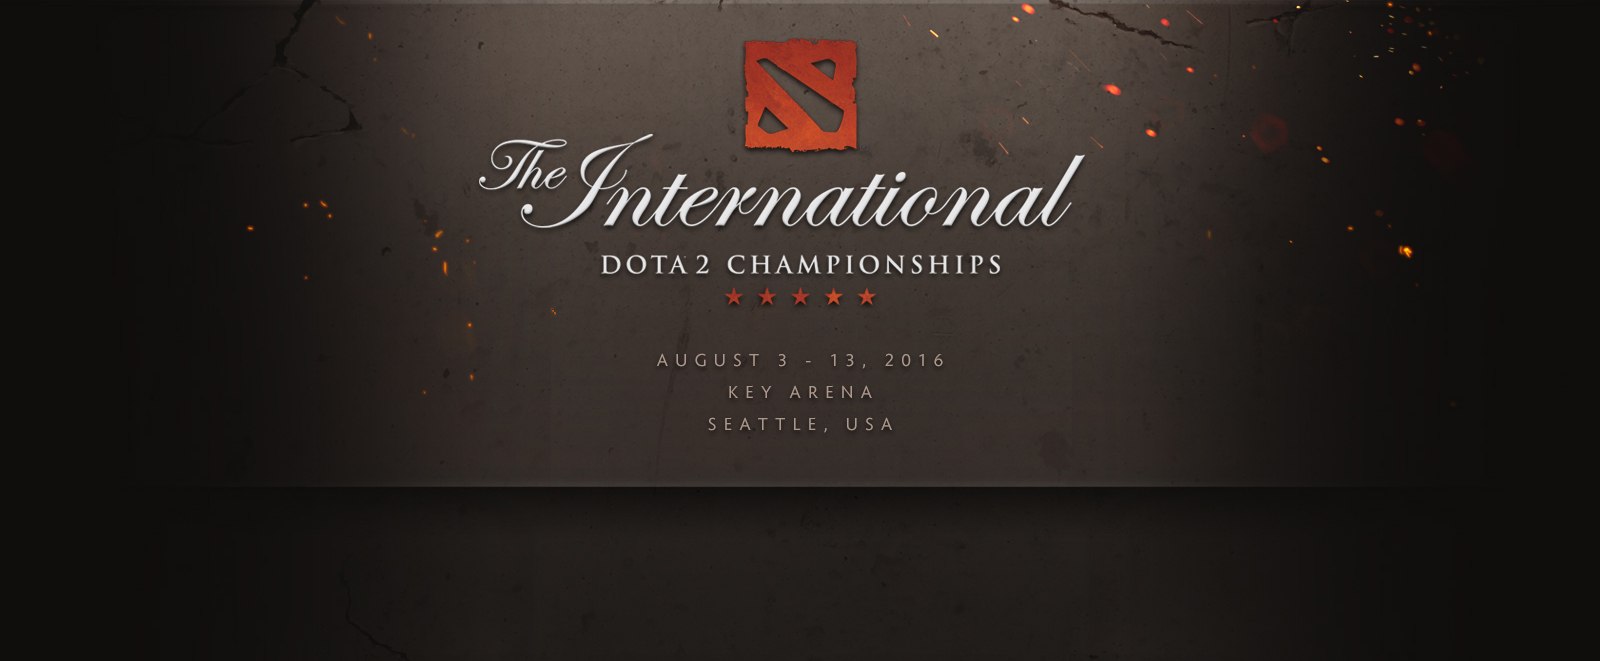 The International
DOTA 2 CHAMPIONSHIPS
AUGUST 3 - 13, 2016
KEY ARENA
SEATTLE, USA